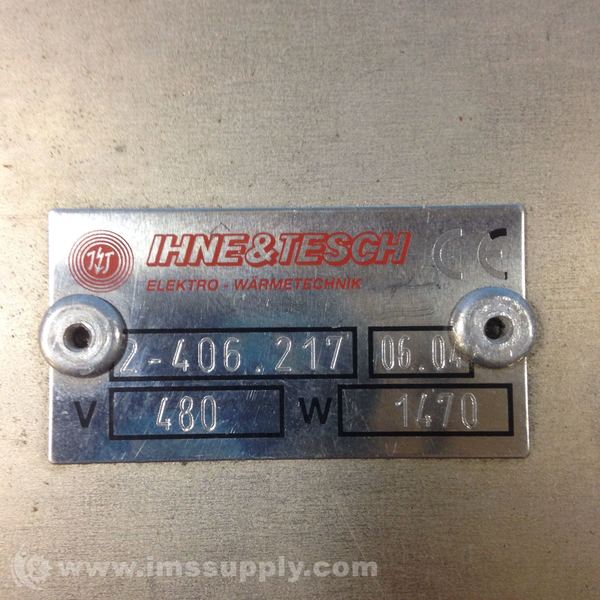 IHNE&TESCH CE
ELEKTRO - WÄRMETECHNIK
2-406.217 06.04
V 480 W 1470
© www.imssupply.com